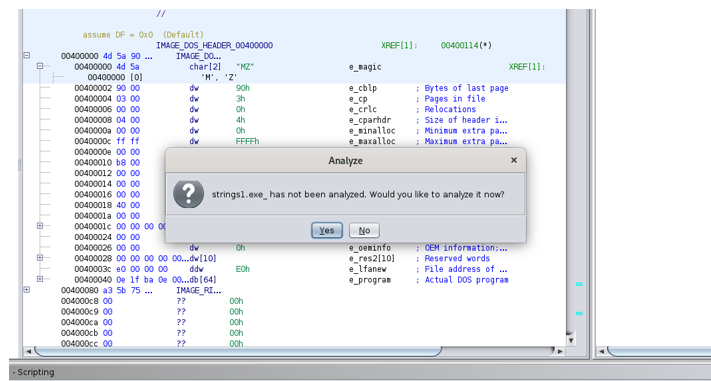 //
assume DF = 0x0 (Default)
IMAGE_DOS_HEADER_00400000 XREF[1]: 00400114(*)
00400000 4d 5a 90 ... IMAGE_DO...
00400000 4d 5a char[2] "MZ" e_magic XREF[1]:
00400000 [0] 'M', 'Z'
00400002 90 00 dw 90h e_cblp ; Bytes of last page
00400004 03 00 dw 3h e_cp ; Pages in file
00400006 00 00 dw 0h e_crlc ; Relocations
00400008 04 00 dw 4h e_cparhdr ; Size of header i...
0040000a 00 00 dw 0h e_minalloc ; Minimum extra pa...
0040000c ff ff dw FFFFh e_maxalloc ; Maximum extra pa...
0040000e 00 00
00400010 b8 00
00400012 00 00
00400014 00 00
00400016 00 00
00400018 40 00
0040001a 00 00
0040001c 00 00 00 00
00400024 00 00
Analyze
strings1.exe_ has not been analyzed. Would you like to analyze it now?
Yes No
00400026 00 00 dw 0h e_oeminfo ; OEM information;...
00400028 00 00 00 00 00...dw[10] e_res2[10] ; Reserved words
0040003c e0 00 00 00 ddw E0h e_lfanew ; File address of ...
00400040 0e 1f ba 0e 00...db[64] e_program ; Actual DOS program
00400080 a3 5b 75 ... IMAGE_RI...
004000c8 00 ?? 00h
004000c9 00 ?? 00h
004000ca 00 ?? 00h
004000cb 00 ?? 00h
004000cc 00 ?? 00h
- Scripting